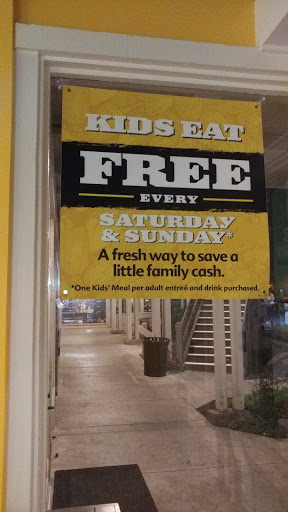 KIDS EAT
FREE
EVERY
SATURDAY
& SUNDAY*
A fresh way to save a
little family cash.
*One Kids' Meal per adult entreé and drink purchased.